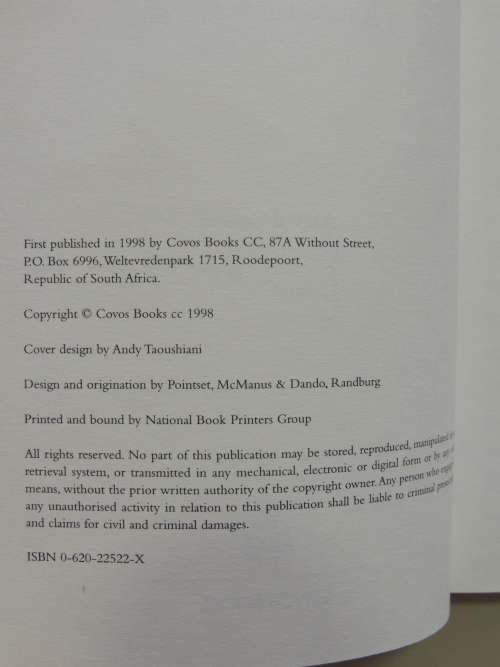 First published in 1998 by Covos Books CC, 87A Without Street,
P.O. Box 6996, Weltevredenpark 1715, Roodepoort,
Republic of South Africa.
Copyright © Covos Books cc 1998
Cover design by Andy Taoushiani
Design and origination by Pointset, McManus & Dando, Randburg
Printed and bound by National Book Printers Group
All rights reserved. No part of this publication may be stored, reproduced, manipulated
retrieval system, or transmitted in any mechanical, electronic or digital form or by any
means, without the prior written authority of the copyright owner. Any person who
any unauthorised activity in relation to this publication shall be liable to criminal
and claims for civil and criminal damages.
ISBN 0-620-22522-X